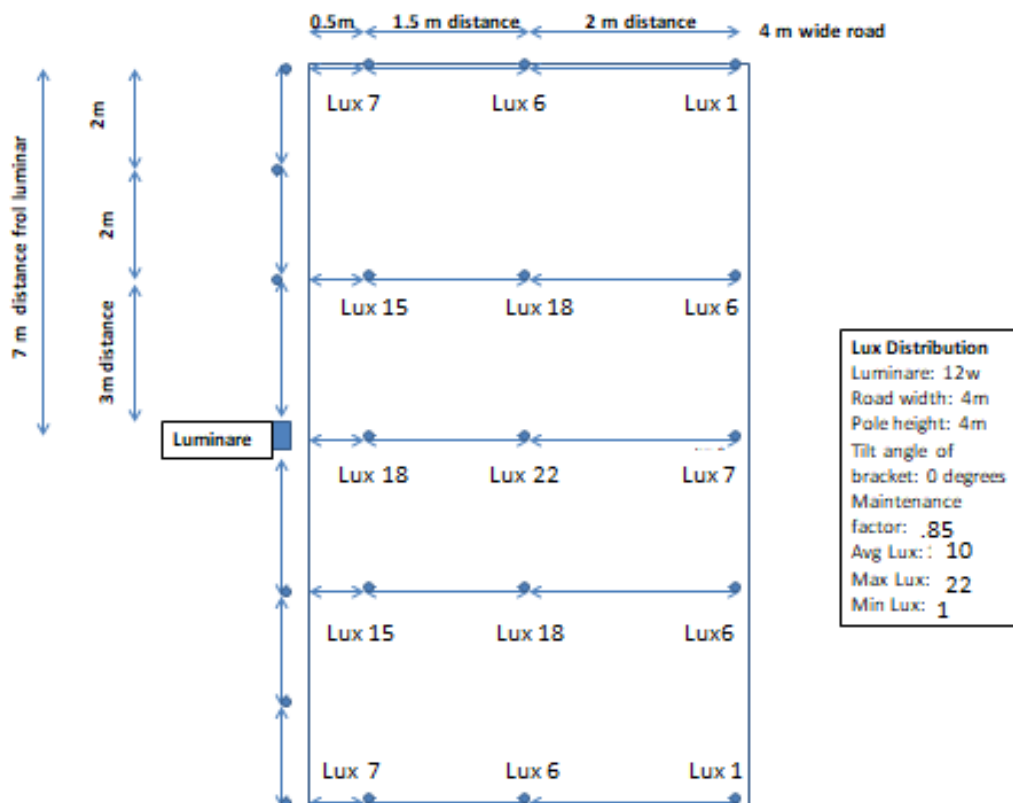 0.5m 1.5 m distance 2 m distance
4 m wide road
Lux 7 Lux 6 Lux 1
2m
2m
7 m distance frol luminar
3m distance
Lux 15 Lux 18 Lux 6
Luminare
Lux 18 Lux 22 Lux 7
Lux 15 Lux 18 Lux6
Lux 7 Lux 6 Lux 1
Lux Distribution
Luminare: 12w
Road width: 4m
Pole height: 4m
Tilt angle of
bracket: 0 degrees
Maintenance
factor: .85
Avg Lux: : 10
Max Lux: 22
Min Lux: 1